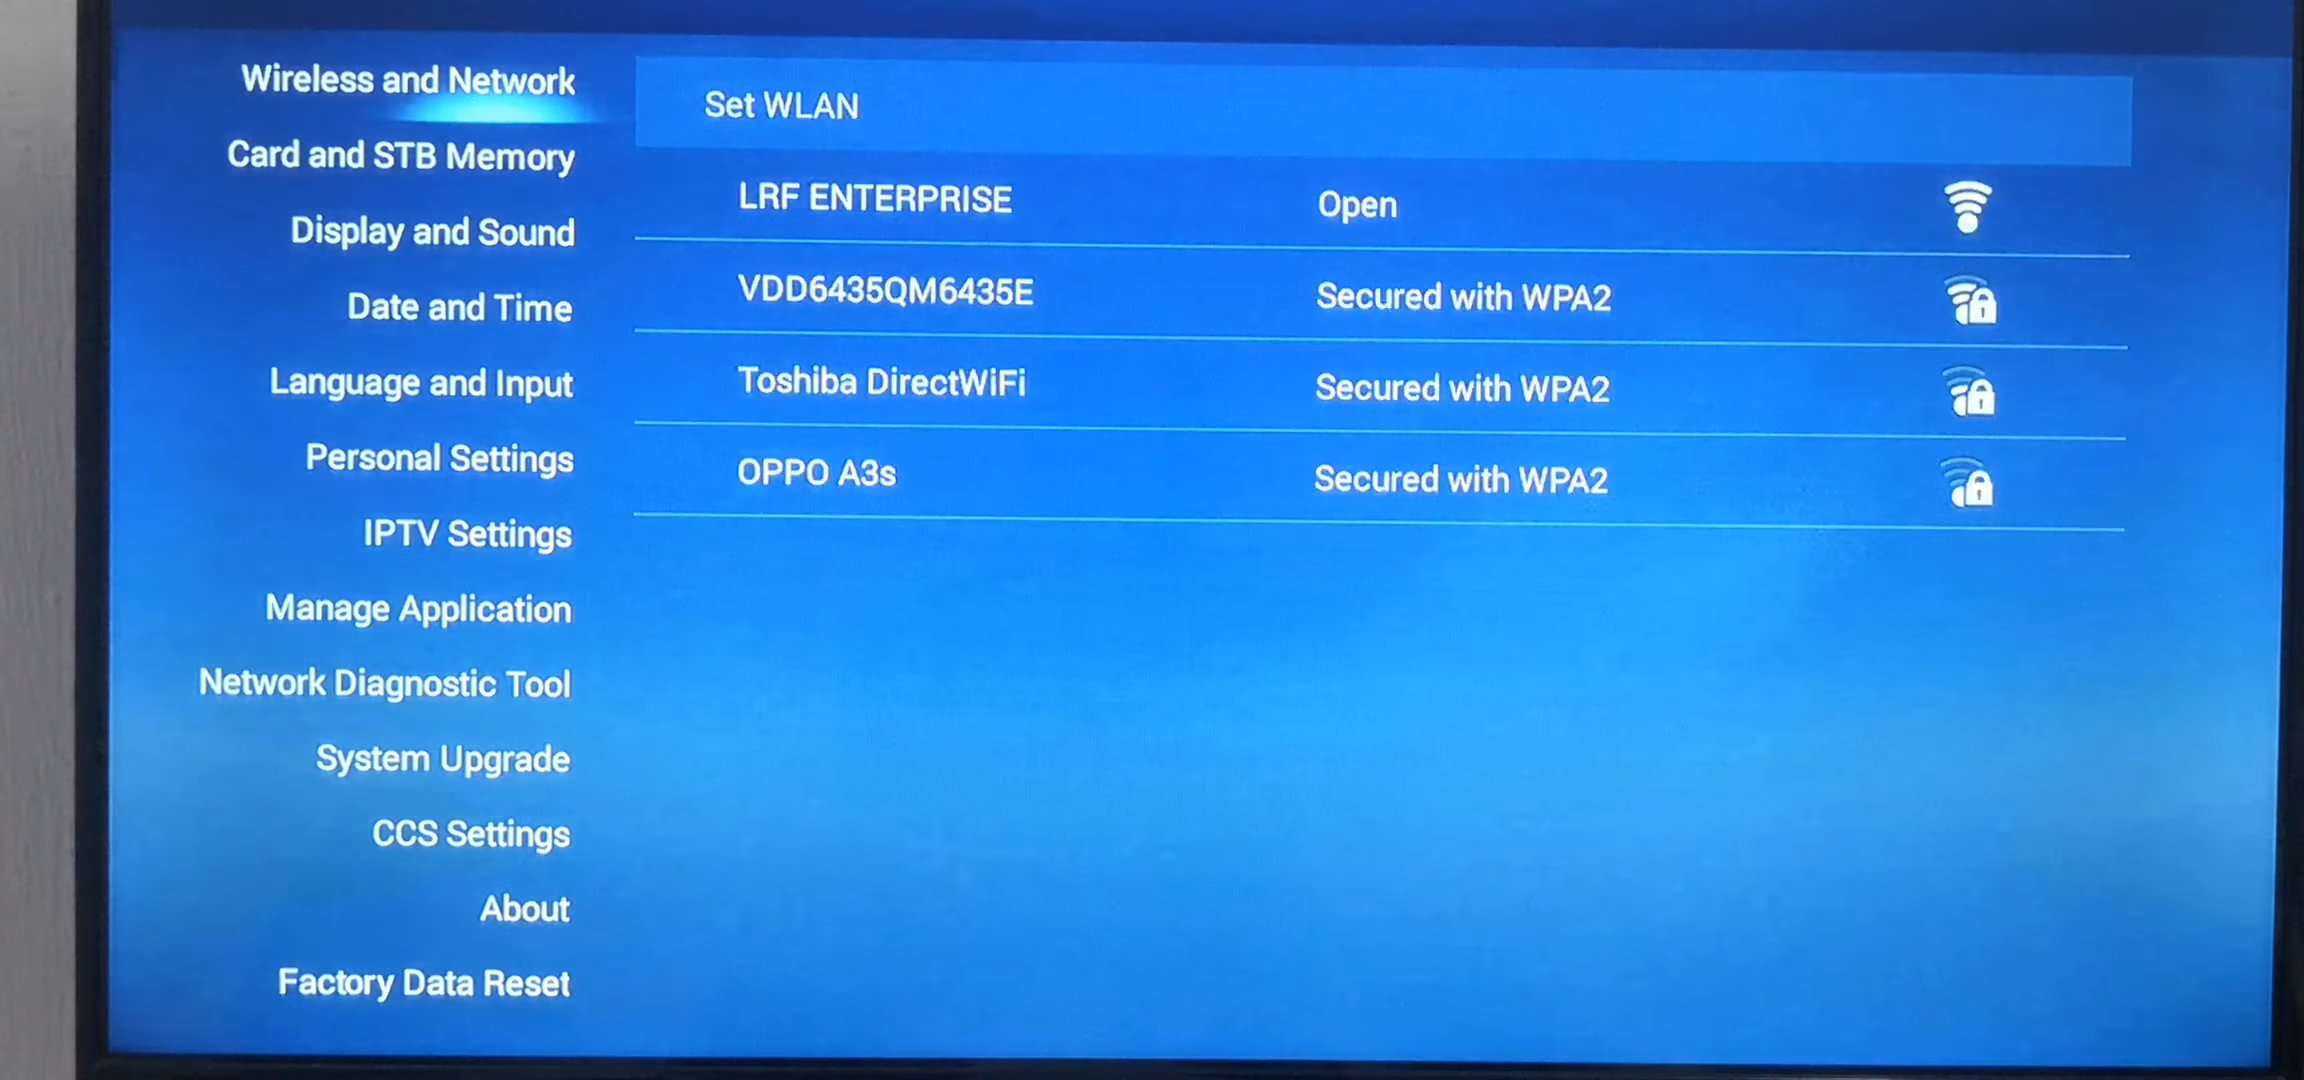 Wireless and Network
Card and STB Memory
Display and Sound
Date and Time
Language and Input
Personal Settings
IPTV Settings
Manage Application
Network Diagnostic Tool
System Upgrade
CCS Settings
About
Factory Data Reset
Set WLAN
LRF ENTERPRISE Open
VDD6435QM6435E Secured with WPA2
Toshiba DirectWiFi Secured with WPA2
OPPO A3s Secured with WPA2